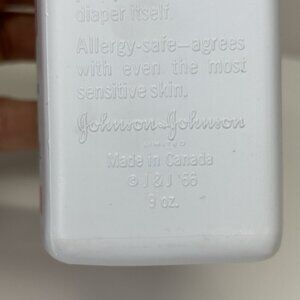 diaper itself.
Allergy-safe—agrees
with even the most
sensitive skin.
Johnson & Johnson
LIMITED
Made in Canada
© J & J '66
9 oz.